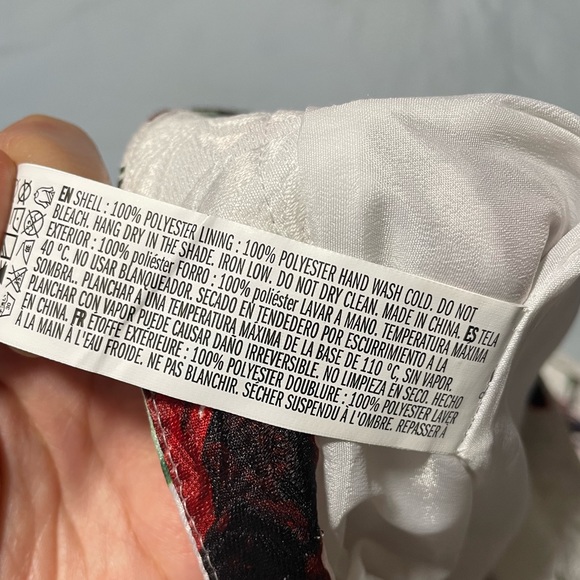 EN SHELL : 100% POLYESTER LINING : 100% POLYESTER HAND WASH COLD. DO NOT
BLEACH. HANG DRY IN THE SHADE. IRON LOW. DO NOT DRY CLEAN. MADE IN CHINA. ES TELA
EXTERIOR : 100% poliéster FORRO : 100% poliéster LAVAR A MANO. TEMPERATURA MÁXIMA
40 ºC. NO USAR BLANQUEADOR. SECADO EN TENDEDERO POR ESCURRIMIENTO A LA
SOMBRA. PLANCHAR A UNA TEMPERATURA MÁXIMA DE LA BASE DE 110 ºC, SIN VAPOR.
PLANCHAR CON VAPOR PUEDE CAUSAR DAÑO IRREVERSIBLE. NO LIMPIEZA EN SECO. HECHO
EN CHINA. FR ÉTOFFE EXTÉRIEURE : 100% POLYESTER DOUBLURE : 100% POLYESTER LAVER
À LA MAIN À L'EAU FROIDE. NE PAS BLANCHIR. SÉCHER SUSPENDU À L'OMBRE. REPASSER À